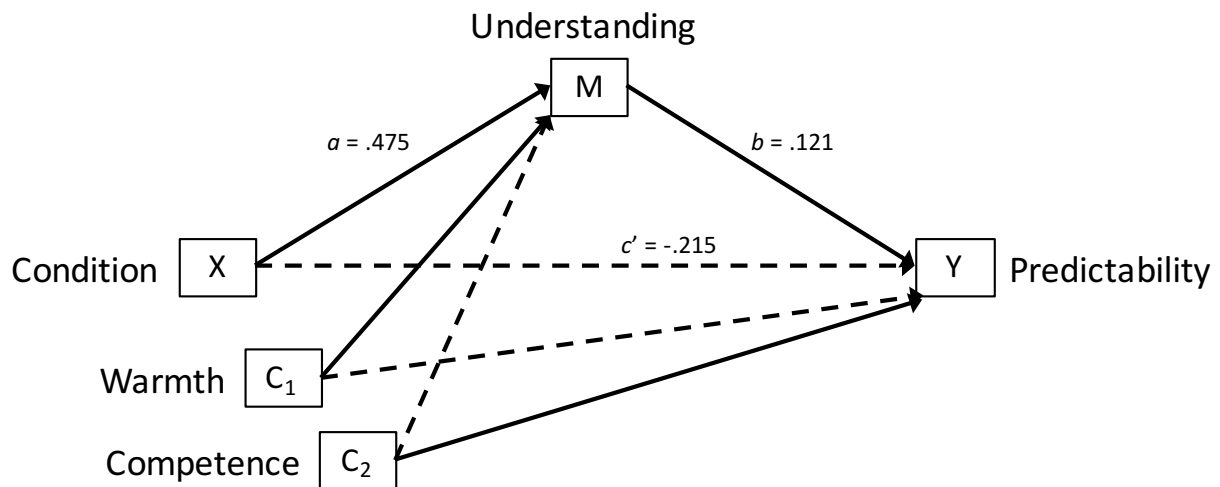 Understanding
M
a = .475
b = .121
c’ = -.215
Condition
X
Y
Predictability
Warmth
C1
Competence
C2